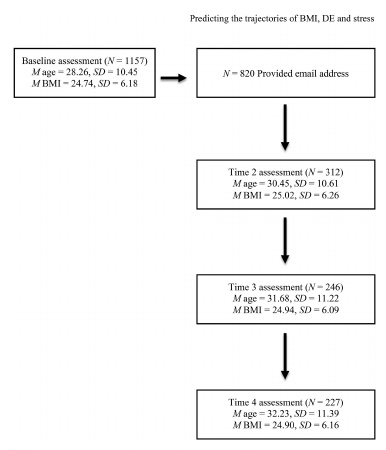 Predicting the trajectories of BMI, DE and stress
Baseline assessment (N = 1157)
M age = 28.26, SD = 10.45
M BMI = 24.74, SD = 6.18
N = 820 Provided email address
Time 2 assessment (N = 312)
M age = 30.45, SD = 10.61
M BMI = 25.02, SD = 6.26
Time 3 assessment (N = 246)
M age = 31.68, SD = 11.22
M BMI = 24.94, SD = 6.09
Time 4 assessment (N = 227)
M age = 32.23, SD = 11.39
M BMI = 24.90, SD = 6.16